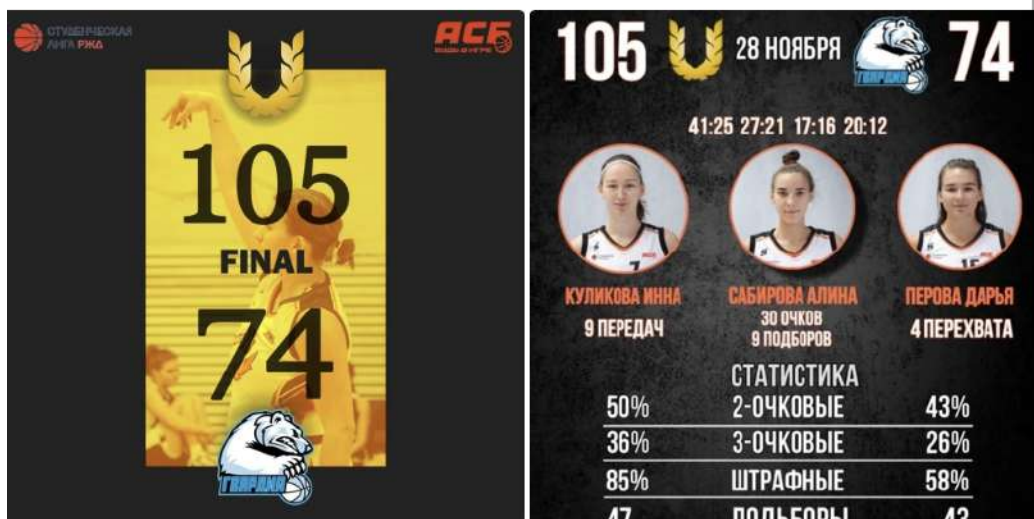 СТУДЕНЧЕСКАЯ
ЛИГА РЖД
АСБ
105
FINAL
74
ГВАРДИЯ
105 28 НОЯБРЯ ГВАРДИЯ 74
41:25 27:21 17:16 20:12
КУЛИКОВА ИННА
9 ПЕРЕДАЧ
САБИРОВА АЛИНА
30 ОЧКОВ
9 ПОДБОРОВ
ПЕРОВА ДАРЬЯ
4 ПЕРЕХВАТА
СТАТИСТИКА
50% 2-ОЧКОВЫЕ 43%
36% 3-ОЧКОВЫЕ 26%
85% ШТРАФНЫЕ 58%
47 ПОДБОРЫ 43